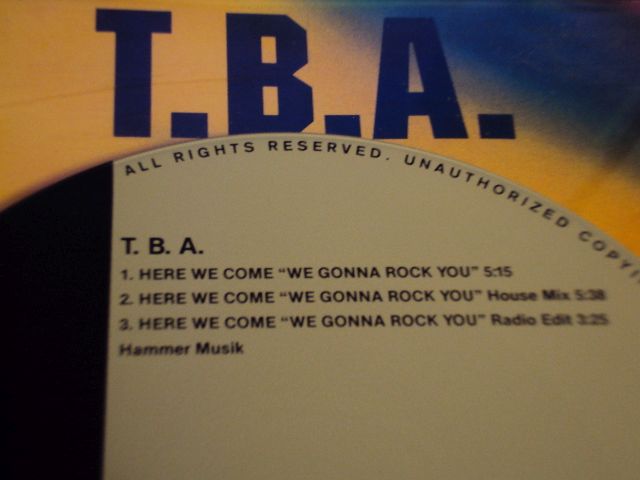 T.B.A.
ALL RIGHTS RESERVED. UNAUTHORIZED
T. B. A.
1. HERE WE COME “WE GONNA ROCK YOU” 5:15
2. HERE WE COME “WE GONNA ROCK YOU” House Mix 5:38
3. HERE WE COME “WE GONNA ROCK YOU” Radio Edit 3:25
Hammer Musik